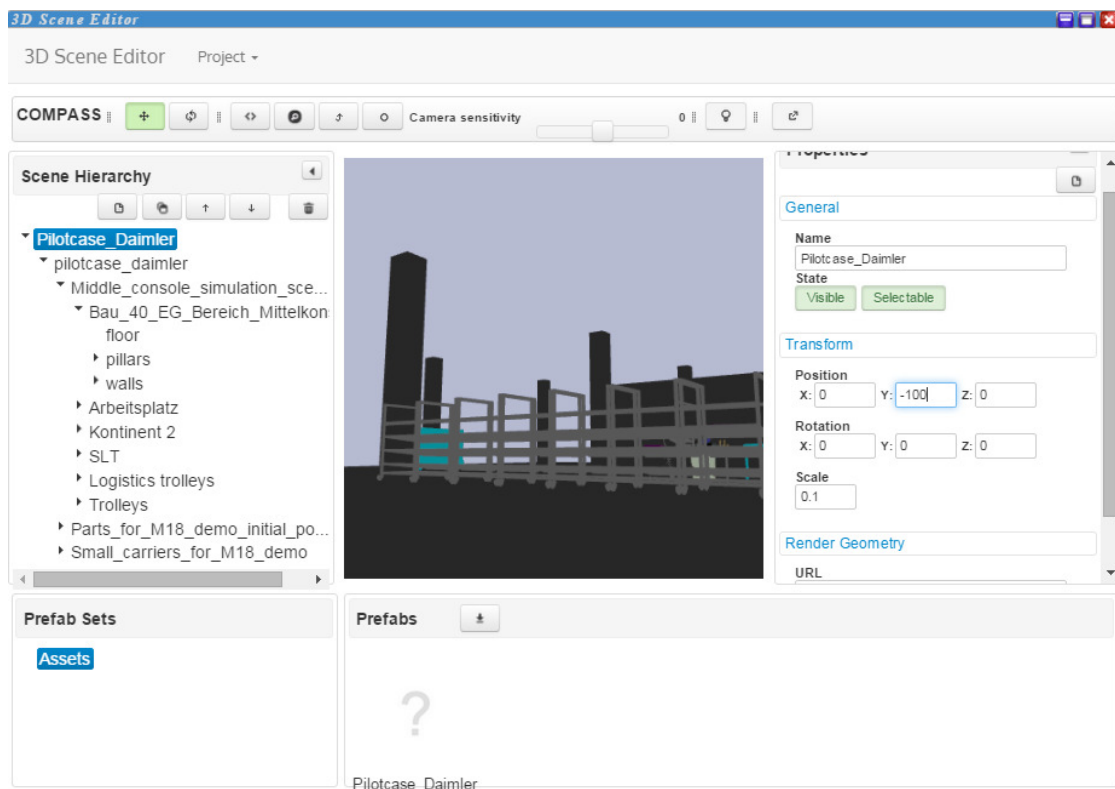 3D Scene Editor
3D Scene Editor Project
COMPASS Camera sensitivity 0
Scene Hierarchy
Pilotcase_Daimler
pilotcase_daimler
Middle_console_simulation_sce...
Bau_40_EG_Bereich_Mittelkon
floor
pillars
walls
Arbeitsplatz
Kontinent 2
SLT
Logistics trolleys
Trolleys
Parts_for_M18_demo_initial_po...
Small_carriers_for_M18_demo
Properties
General
Name
Pilotcase_Daimler
State
Visible Selectable
Transform
Position
X: 0 Y: -100 Z: 0
Rotation
X: 0 Y: 0 Z: 0
Scale
0.1
Render Geometry
URL
Prefab Sets
Assets
Prefabs
?
Pilotcase_Daimler